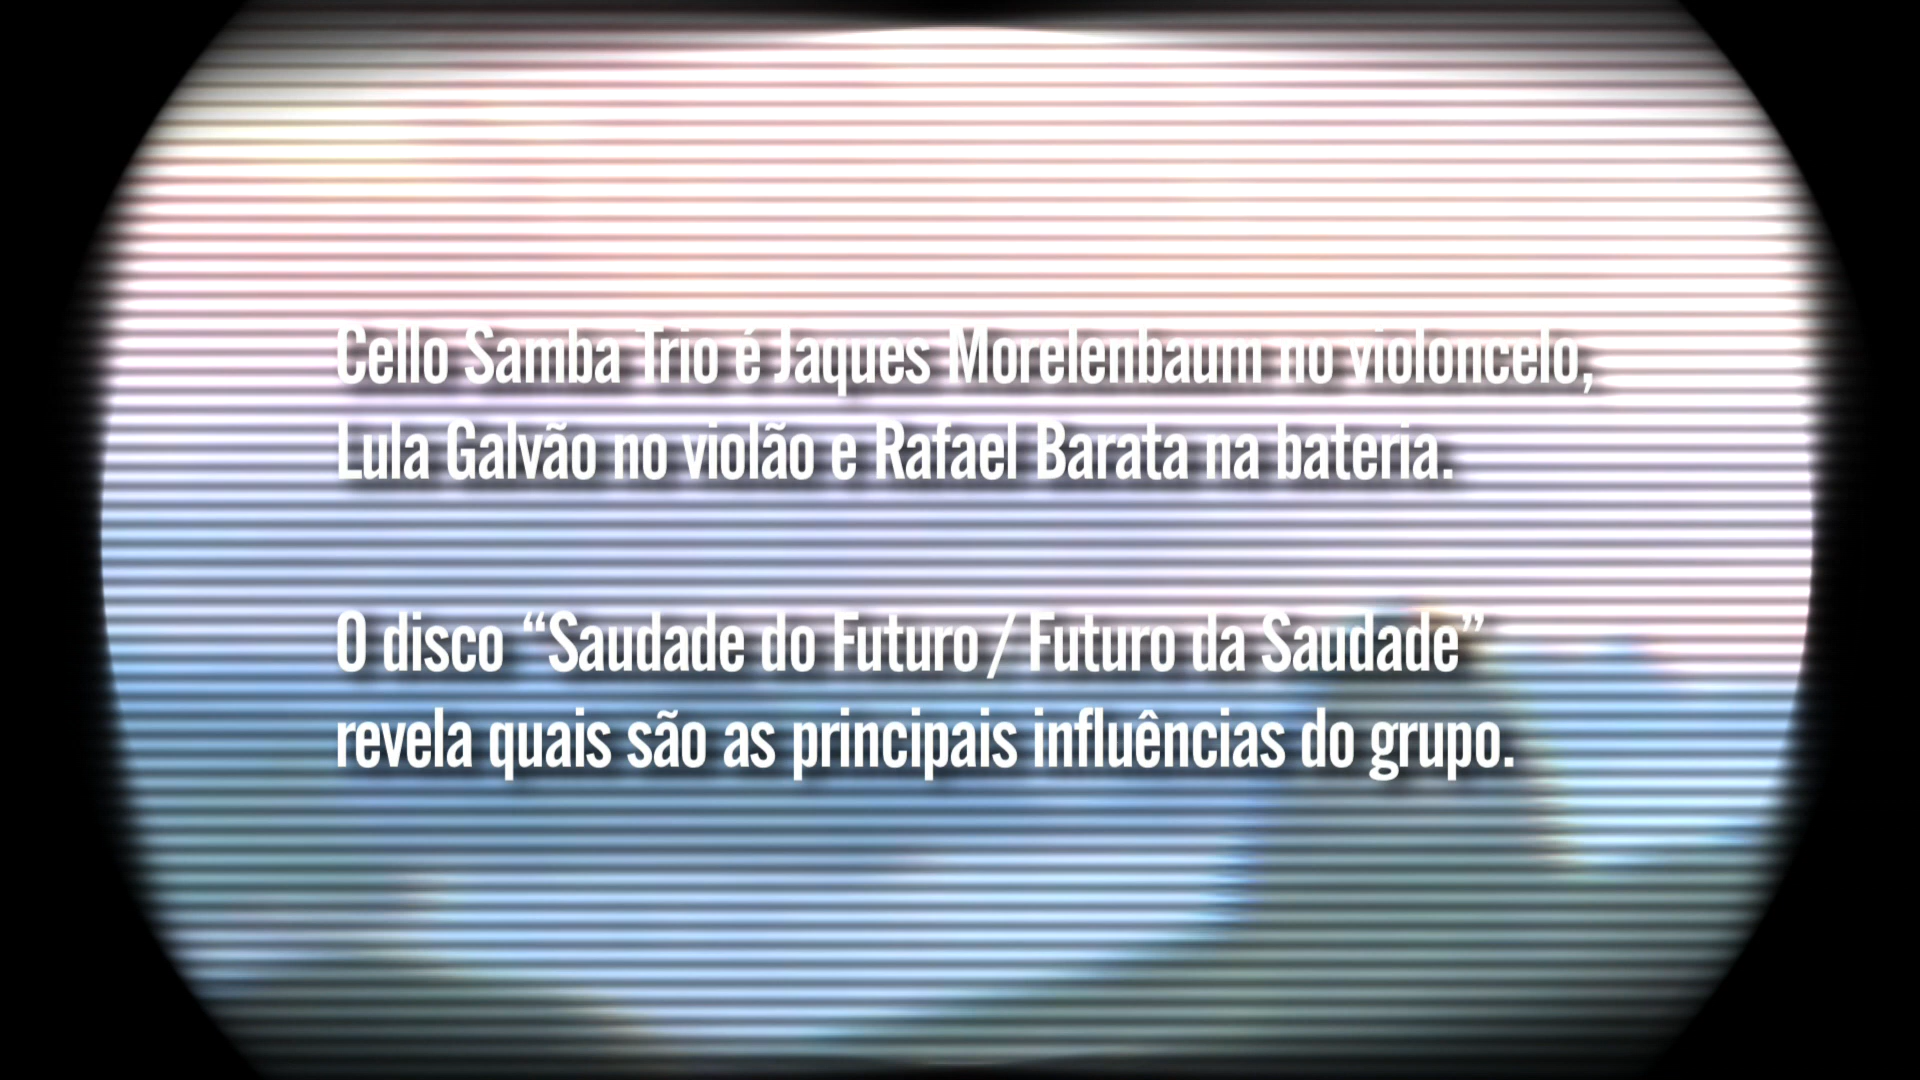 Cello Samba Trio é Jaques Morelenbaum no violoncelo,
Lula Galvão no violão e Rafael Barata na bateria.
O disco “Saudade do Futuro / Futuro da Saudade”
revela quais são as principais influências do grupo.